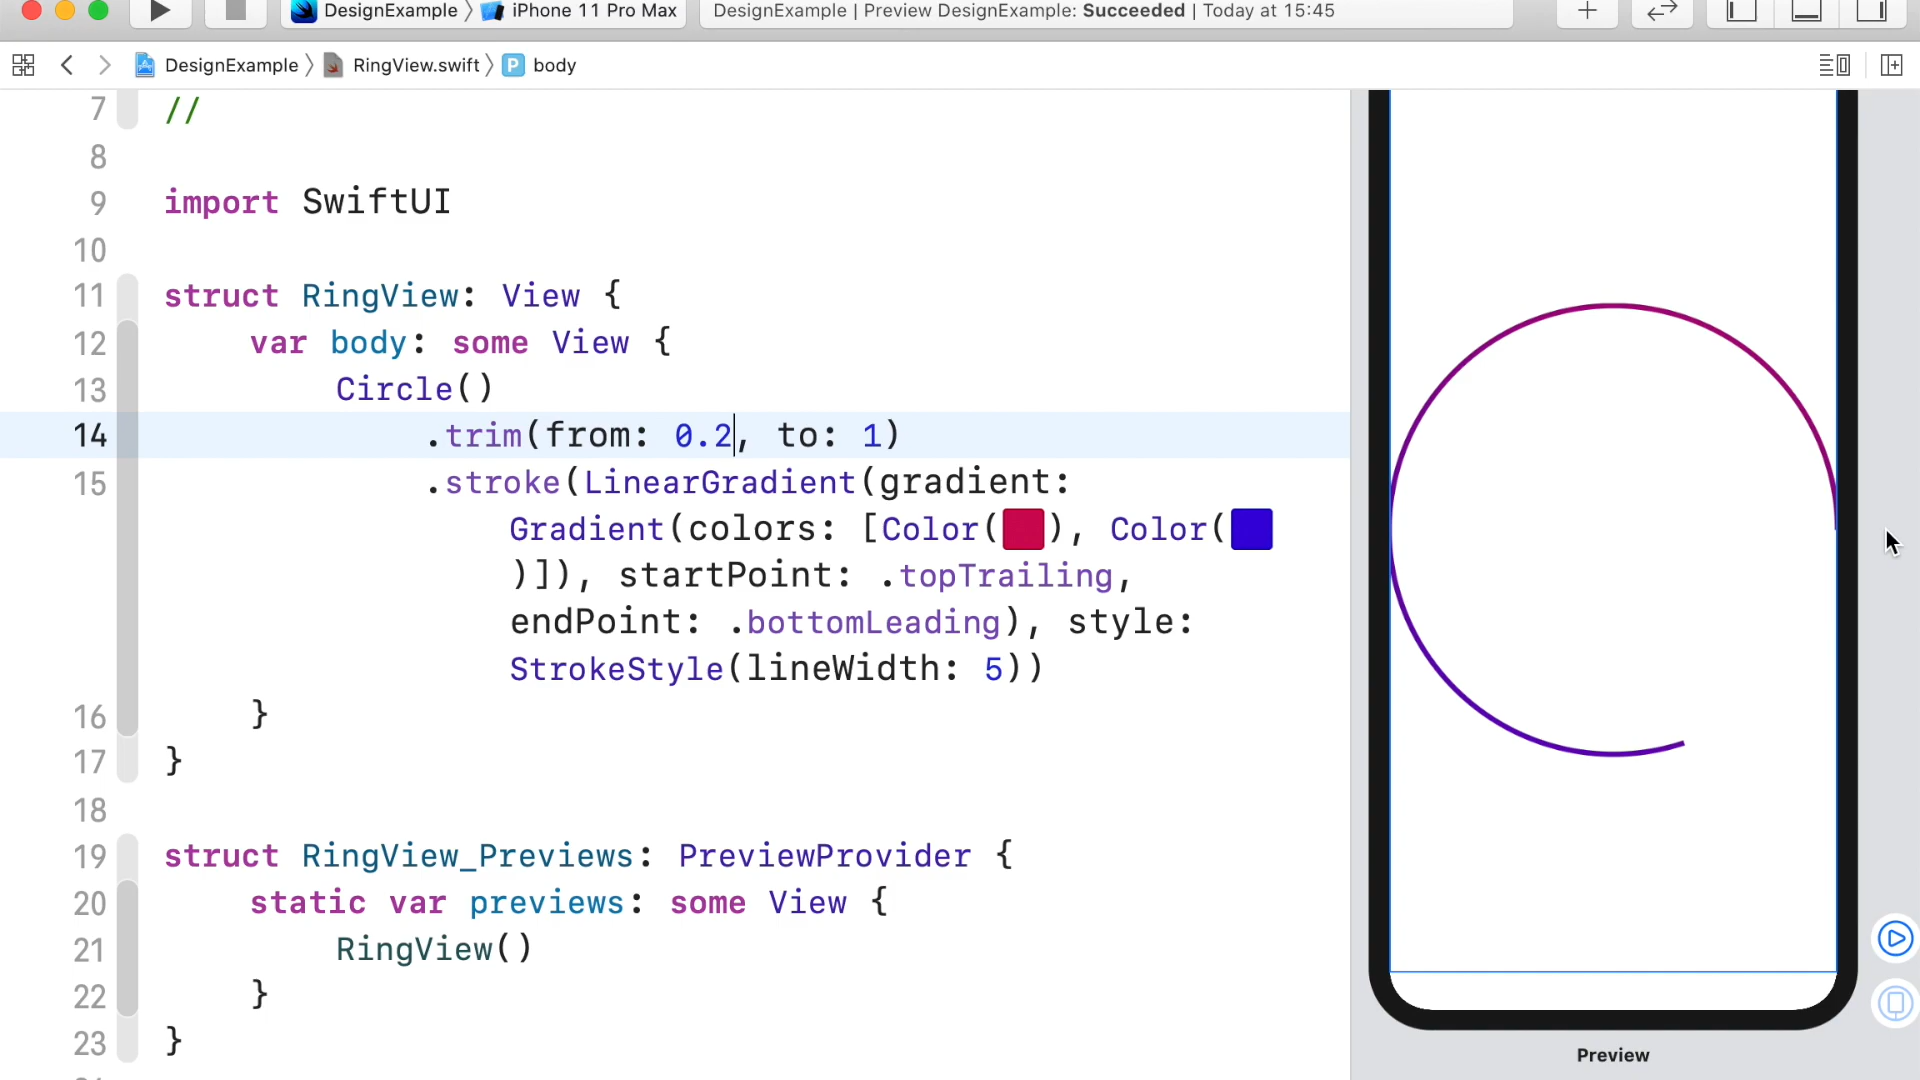 DesignExample 〉 iPhone 11 Pro Max
DesignExample | Preview DesignExample: Succeeded | Today at 15:45
DesignExample 〉 RingView.swift 〉 P body
7 //
8
9 import SwiftUI
10
11 struct RingView: View {
12 var body: some View {
13 Circle()
14 .trim(from: 0.2, to: 1)
15 .stroke(LinearGradient(gradient:
Gradient(colors: [Color( ), Color(
)]), startPoint: .topTrailing,
endPoint: .bottomLeading), style:
StrokeStyle(lineWidth: 5))
16 }
17 }
18
19 struct RingView_Previews: PreviewProvider {
20 static var previews: some View {
21 RingView()
22 }
23 }
Preview